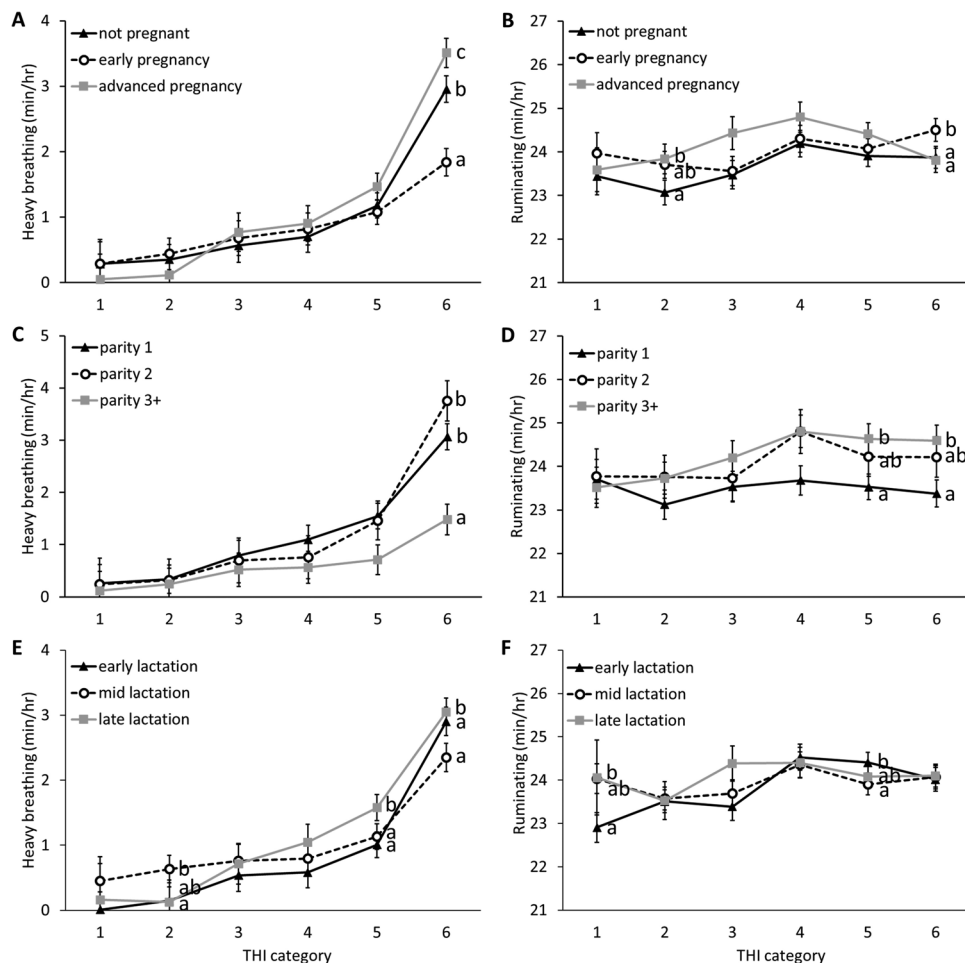 A
Heavy breathing (min/hr)
4
3
2
1
0
not pregnant
early pregnancy
advanced pregnancy
c
b
a
1 2 3 4 5 6
B
Ruminating (min/hr)
27
26
25
24
23
22
21
not pregnant
early pregnancy
advanced pregnancy
b
ab
a
b
a
a
1 2 3 4 5 6
C
Heavy breathing (min/hr)
5
4
3
2
1
0
parity 1
parity 2
parity 3+
b
b
a
1 2 3 4 5 6
D
Ruminating (min/hr)
27
26
25
24
23
22
21
parity 1
parity 2
parity 3+
b
ab
a
b
ab
a
1 2 3 4 5 6
E
Heavy breathing (min/hr)
4
3
2
1
0
early lactation
mid lactation
late lactation
b
ab
a
b
a
a
b
a
a
1 2 3 4 5 6
THI category
F
Ruminating (min/hr)
27
26
25
24
23
22
21
early lactation
mid lactation
late lactation
b
ab
a
b
ab
a
1 2 3 4 5 6
THI category